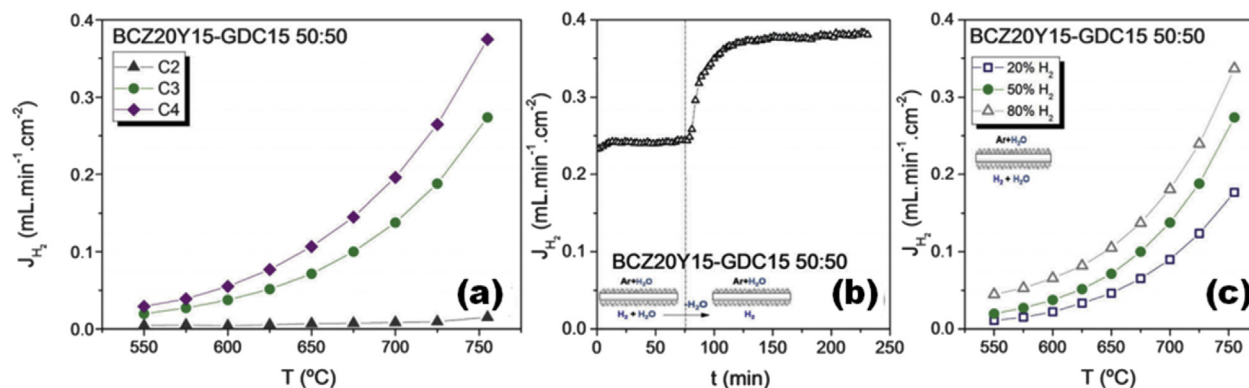 BCZ20Y15-GDC15 50:50
C2
C3
C4
J_H2 (mL.min-1.cm-2)
0.4
0.3
0.2
0.1
0.0
550 600 650 700 750
T (ºC)
(a)
J_H2 (mL.min-1.cm-2)
0.4
0.3
0.2
0.1
0.0
BCZ20Y15-GDC15 50:50
Ar+H2O
H2 + H2O
-H2O
Ar+H2O
H2
0 50 100 150 200 250
t (min)
(b)
BCZ20Y15-GDC15 50:50
20% H2
50% H2
80% H2
Ar+H2O
H2 + H2O
J_H2 (mL.min-1.cm-2)
0.4
0.3
0.2
0.1
0.0
550 600 650 700 750
T (ºC)
(c)